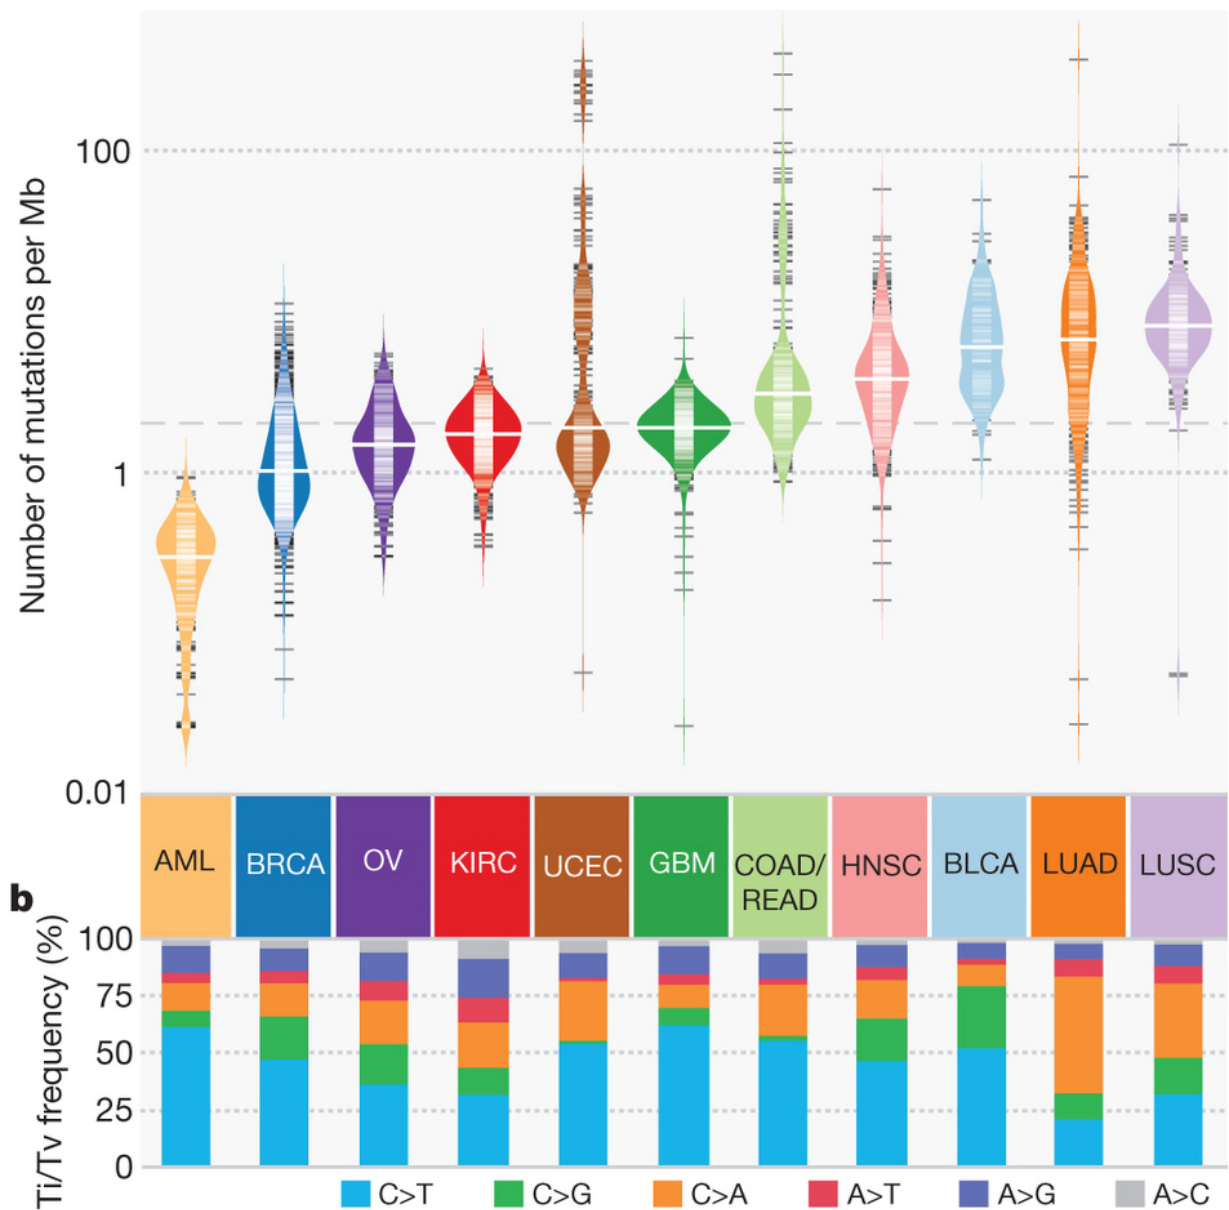 Number of mutations per Mb
100
1
0.01
AML BRCA OV KIRC UCEC GBM COAD/ HNSC BLCA LUAD LUSC
READ
b
Ti/Tv frequency (%)
100
75
50
25
0
C>T C>G C>A A>T A>G A>C